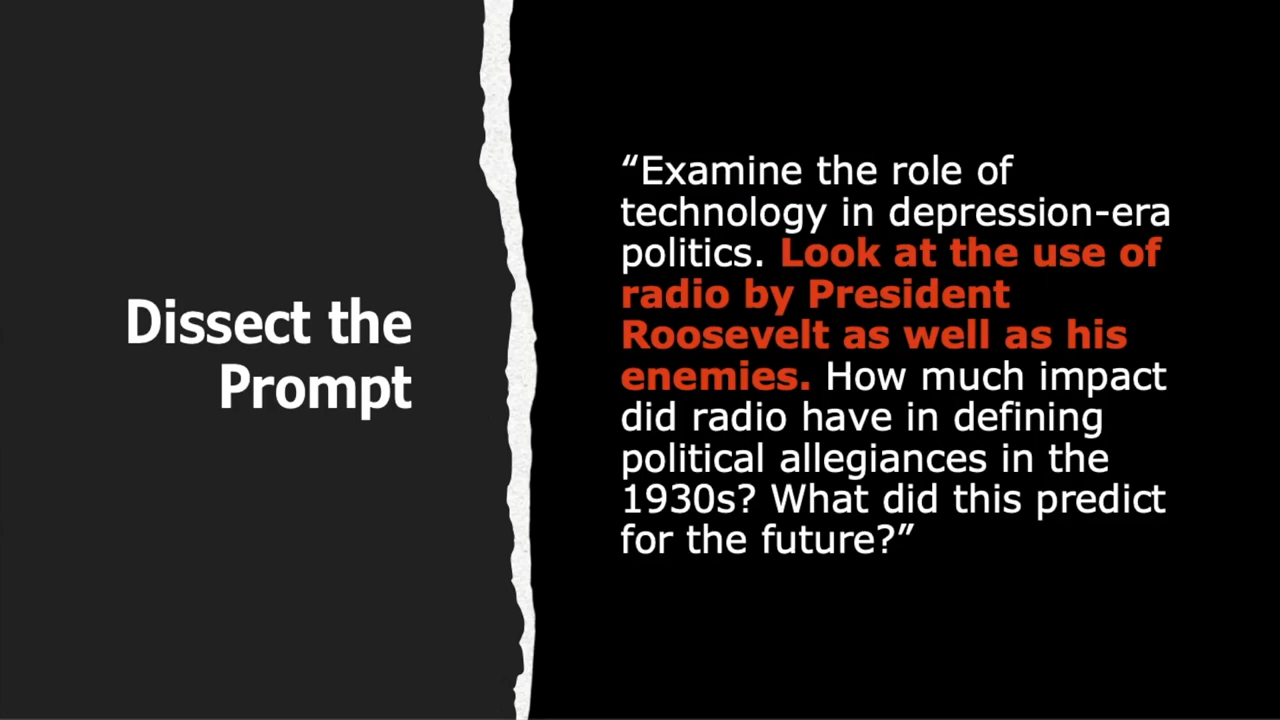 Dissect the
Prompt
“Examine the role of
technology in depression-era
politics. Look at the use of
radio by President
Roosevelt as well as his
enemies. How much impact
did radio have in defining
political allegiances in the
1930s? What did this predict
for the future?”